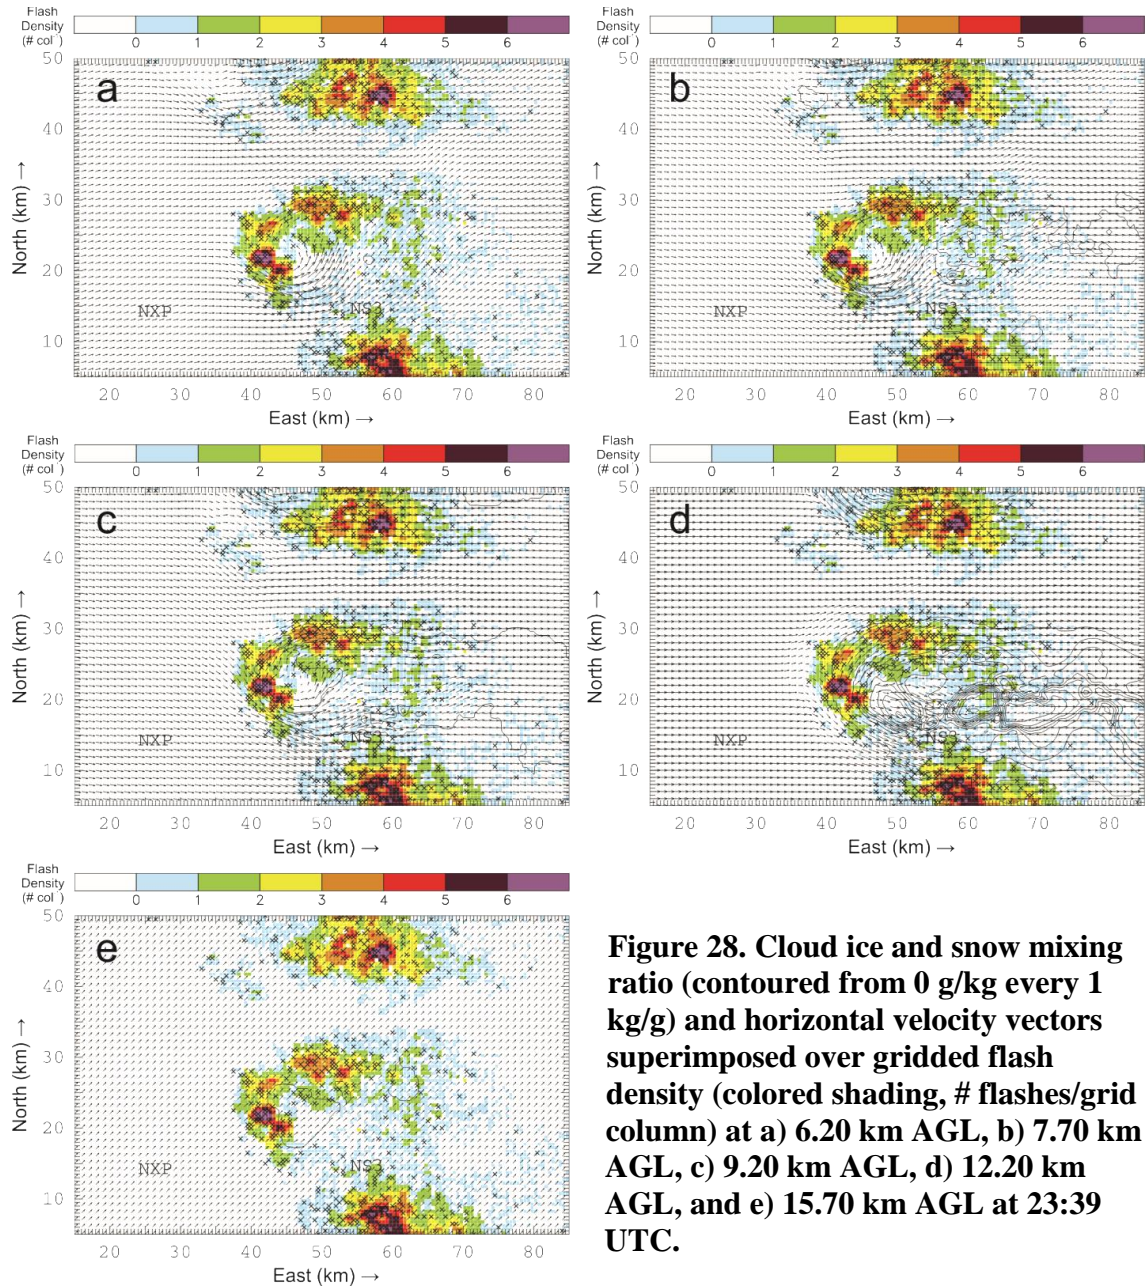 Flash
Density
(# col⁻)
0 1 2 3 4 5 6
a
50
40
30
20
10
North (km) →
NXP
NS3
20 30 40 50 60 70 80
East (km) →
Flash
Density
(# col⁻)
0 1 2 3 4 5 6
b
50
40
30
20
10
North (km) →
NXP
NS3
20 30 40 50 60 70 80
East (km) →
Flash
Density
(# col⁻)
0 1 2 3 4 5 6
c
50
40
30
20
10
North (km) →
NXP
NS3
20 30 40 50 60 70 80
East (km) →
Flash
Density
(# col⁻)
0 1 2 3 4 5 6
d
50
40
30
20
10
North (km) →
NXP
NS3
20 30 40 50 60 70 80
East (km) →
Flash
Density
(# col⁻)
0 1 2 3 4 5 6
e
50
40
30
20
10
North (km) →
NXP
NS3
20 30 40 50 60 70 80
East (km) →
Figure 28. Cloud ice and snow mixing
ratio (contoured from 0 g/kg every 1
kg/g) and horizontal velocity vectors
superimposed over gridded flash
density (colored shading, # flashes/grid
column) at a) 6.20 km AGL, b) 7.70 km
AGL, c) 9.20 km AGL, d) 12.20 km
AGL, and e) 15.70 km AGL at 23:39
UTC.